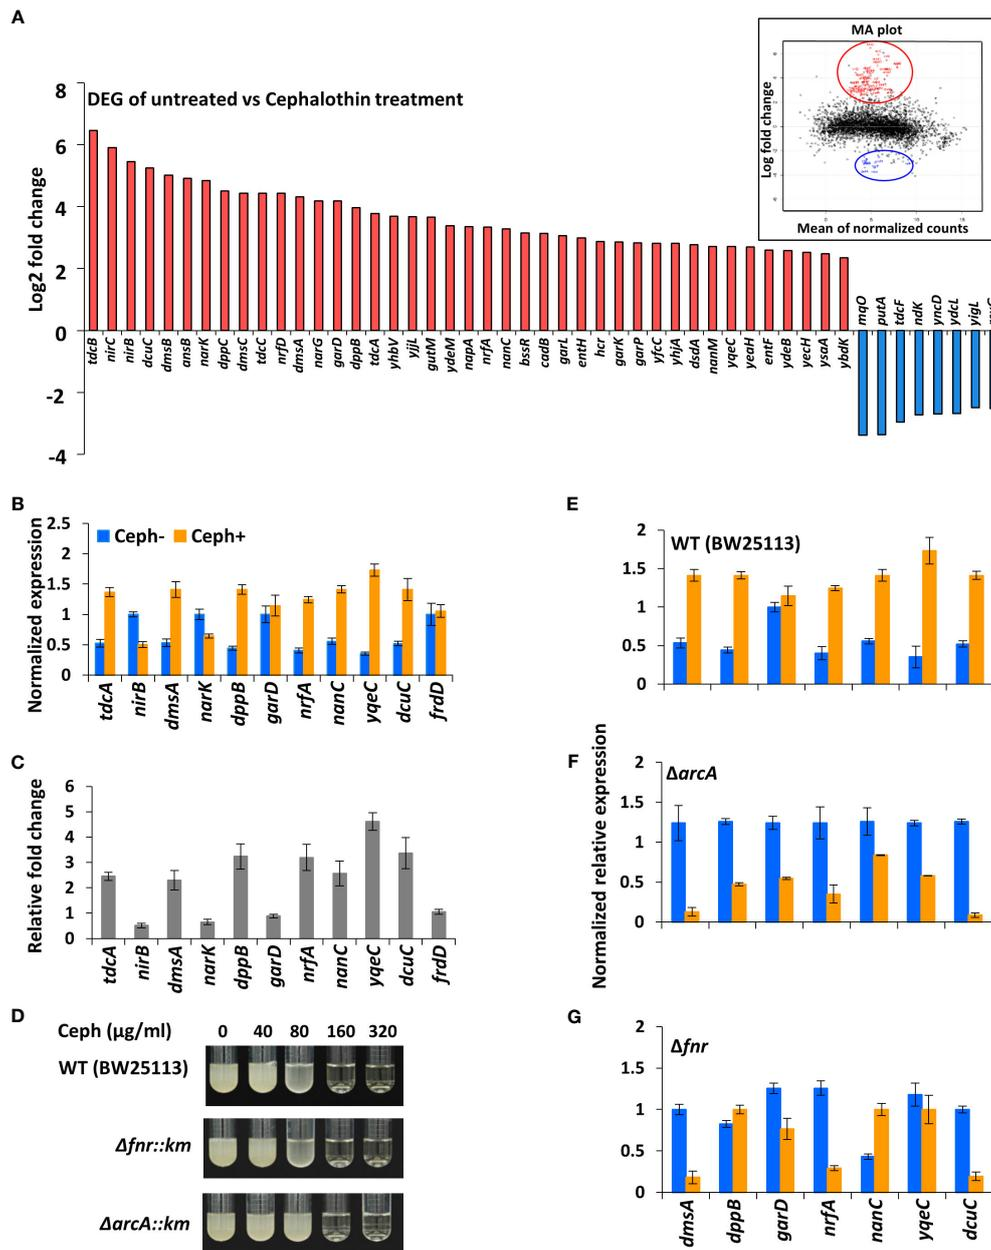 A
DEG of untreated vs Cephalothin treatment
Log2 fold change
8
6
4
2
0
-2
-4
tdcB nirC nirB dcuC dmsB ansB narK dppC dmsC tdcC nrfD dmsA narG garD dppB tdcA yhbV yjjL gatM ydeM napA nrfA nanC bssR cadB garL entH hcr garK garP yfcC yhjA dsdA nanM yqeC yeaH entF ydeB yecH ysaA ybdK
mqO putA tdcF ndK yncD ydcL yigL
MA plot
Log fold change
0 5 10 15
Mean of normalized counts
B
Normalized expression
2.5
2
1.5
1
0.5
0
Ceph- Ceph+
tdcA nirB dmsA narK dppB garD nrfA nanC yqeC dcuC frdD
C
Relative fold change
6
5
4
3
2
1
0
tdcA nirB dmsA narK dppB garD nrfA nanC yqeC dcuC frdD
D
Ceph (µg/ml) 0 40 80 160 320
WT (BW25113)
Δfnr::km
ΔarcA::km
E
WT (BW25113)
2
1.5
1
0.5
0
Normalized relative expression
F
ΔarcA
2
1.5
1
0.5
0
G
Δfnr
2
1.5
1
0.5
0
dmsA dppB garD nrfA nanC yqeC dcuC